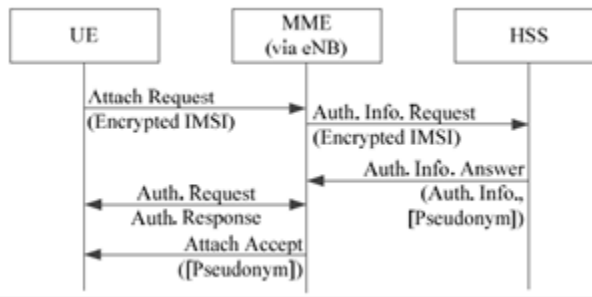 UE
MME
(via eNB)
HSS
Attach Request
(Encrypted IMSI)
Auth. Info. Request
(Encrypted IMSI)
Auth. Info. Answer
(Auth. Info.,
[Pseudonym])
Auth. Request
Auth. Response
Attach Accept
([Pseudonym])